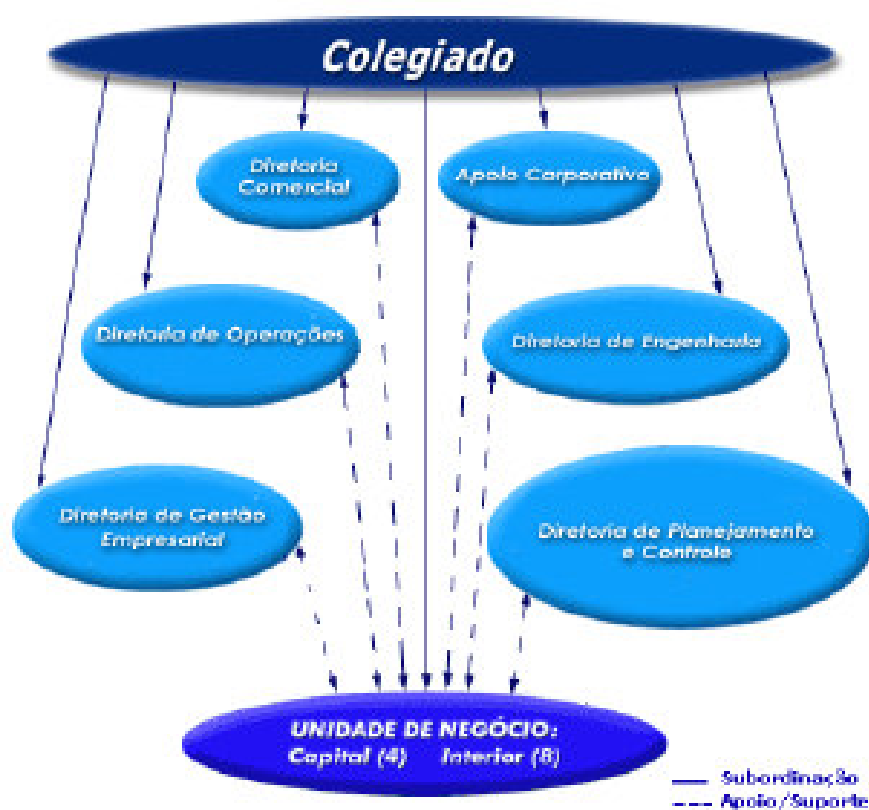 Colegiado
Diretoria
Comercial
Apoio Corporativo
Diretoria de Operações
Diretoria de Engenharia
Diretoria de Gestão
Empresarial
Diretoria de Planejamento
e Controle
UNIDADE DE NEGÓCIO:
Capital (4) Interior (8)
Subordinação
Apoio/Suporte